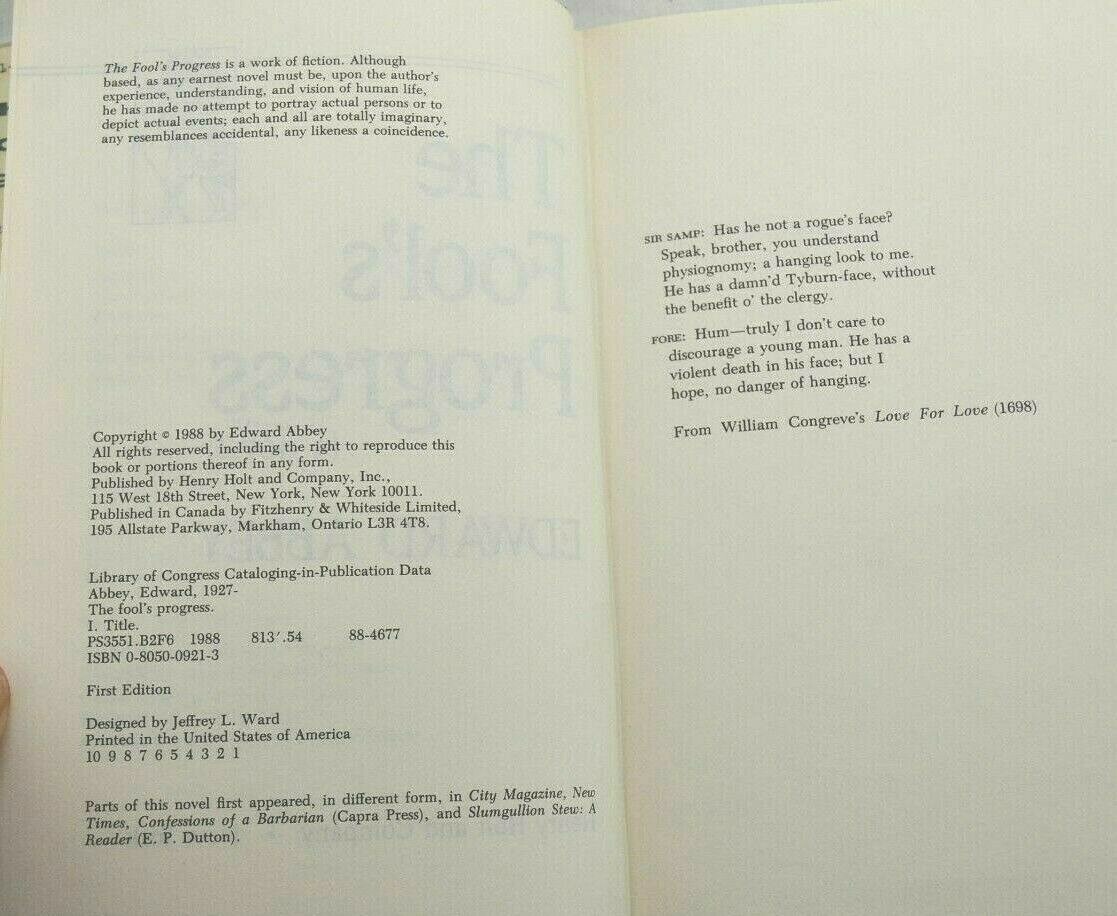 The Fool's Progress is a work of fiction. Although
based, as any earnest novel must be, upon the author's
experience, understanding, and vision of human life,
he has made no attempt to portray actual persons or to
depict actual events; each and all are totally imaginary,
any resemblances accidental, any likeness a coincidence.
Copyright © 1988 by Edward Abbey
All rights reserved, including the right to reproduce this
book or portions thereof in any form.
Published by Henry Holt and Company, Inc.,
115 West 18th Street, New York, New York 10011.
Published in Canada by Fitzhenry & Whiteside Limited,
195 Allstate Parkway, Markham, Ontario L3R 4T8.
Library of Congress Cataloging-in-Publication Data
Abbey, Edward, 1927-
The fool's progress.
I. Title.
PS3551.B2F6 1988 813'.54 88-4677
ISBN 0-8050-0921-3
First Edition
Designed by Jeffrey L. Ward
Printed in the United States of America
10 9 8 7 6 5 4 3 2 1
Parts of this novel first appeared, in different form, in City Magazine, New
Times, Confessions of a Barbarian (Capra Press), and Slumgullion Stew: A
Reader (E. P. Dutton).
SIR SAMP: Has he not a rogue's face?
Speak, brother, you understand
physiognomy; a hanging look to me.
He has a damn'd Tyburn-face, without
the benefit o' the clergy.
FORE: Hum—truly I don't care to
discourage a young man. He has a
violent death in his face; but I
hope, no danger of hanging.
From William Congreve's Love For Love (1698)